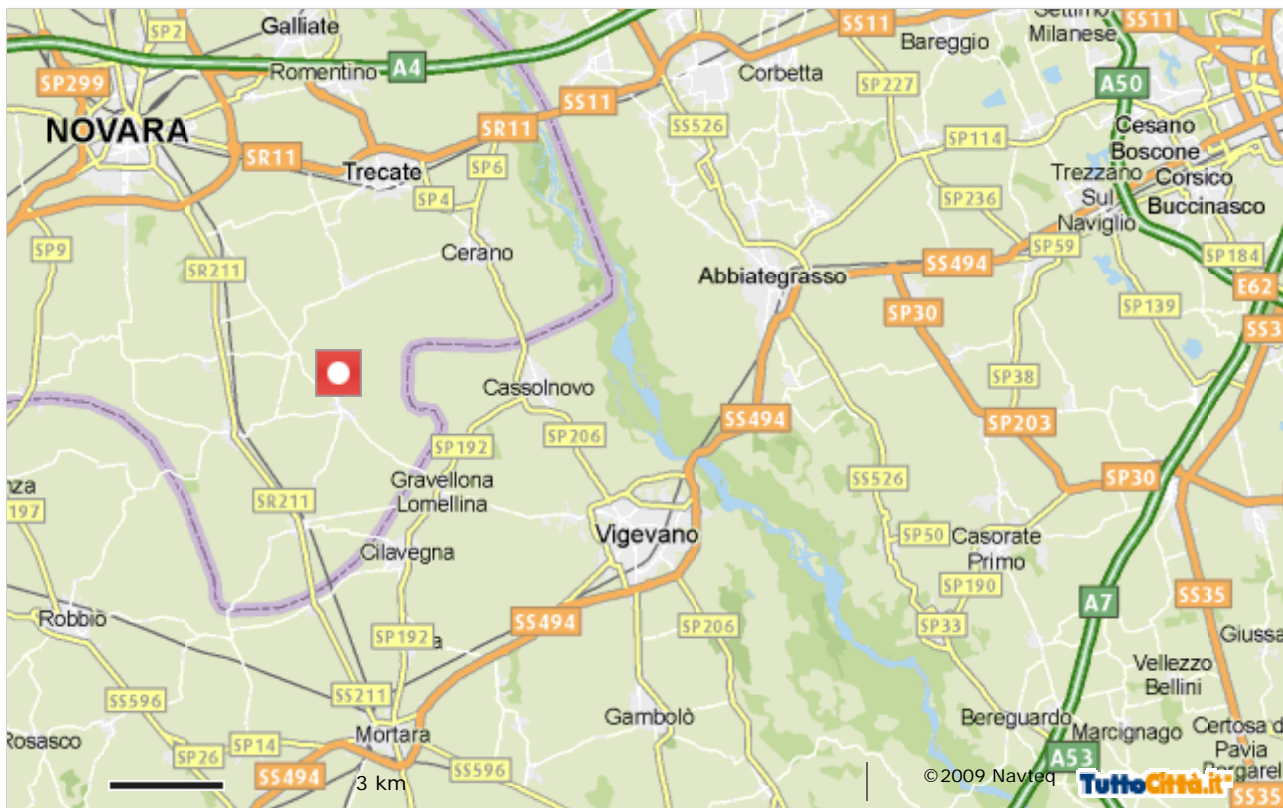 SP2
Galliate
SS11
Settimo
Milanese
SS11
Bareggio
Romentino
A4
Corbetta
SP299
SP227
A50
SS11
NOVARA
SR11
SS526
SP114
Cesano
Boscone
SR11
Trecate
SP6
Trezzano
Sul
Naviglio
Corsico
SP4
SP236
Buccinasco
SP9
Cerano
SP59
SP184
SR211
Abbiategrasso
SS494
E62
SP30
SP139
SP38
Cassolnovo
SS494
SP203
SP192
SP206
Gravellona
Lomellina
SS526
SP30
SR211
197
Vigevano
SP50
Casorate
Primo
Cilavegna
SP190
A7
SS35
Robbio
SS494
SP192
SP206
SP33
Vellezzo
Bellini
SS596
SS211
Gambolò
Bereguardo
Marcignago
Certosa d
Pavia
Rosasco
SP26
SP14
Mortara
SS494
SS596
A53
SS35
3 km
©2009 Navteq
TuttoCittà.it